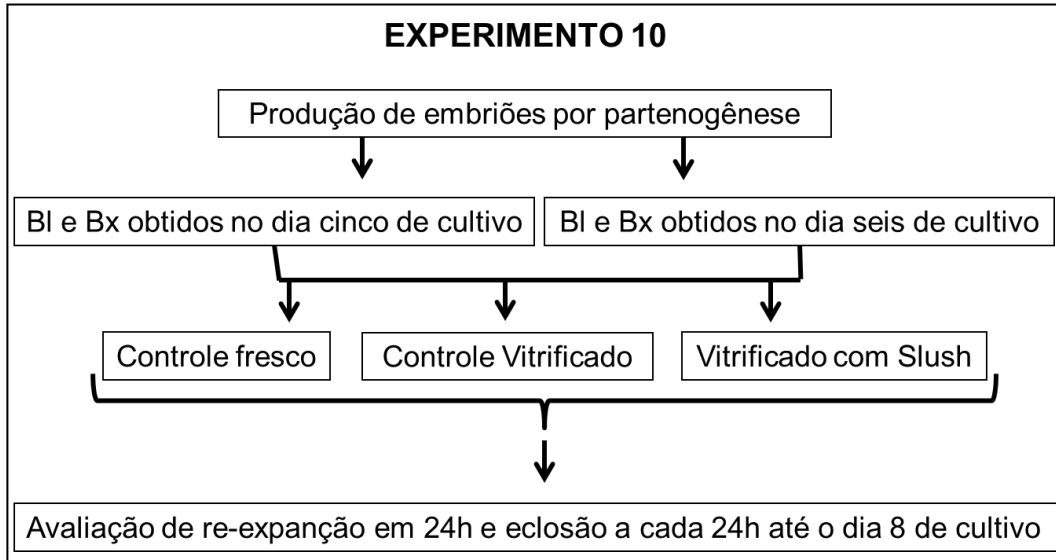 EXPERIMENTO 10
Produção de embriões por partenogênese
Bl e Bx obtidos no dia cinco de cultivo
Bl e Bx obtidos no dia seis de cultivo
Controle fresco
Controle Vitrificado
Vitrificado com Slush
Avaliação de re-expanção em 24h e eclosão a cada 24h até o dia 8 de cultivo